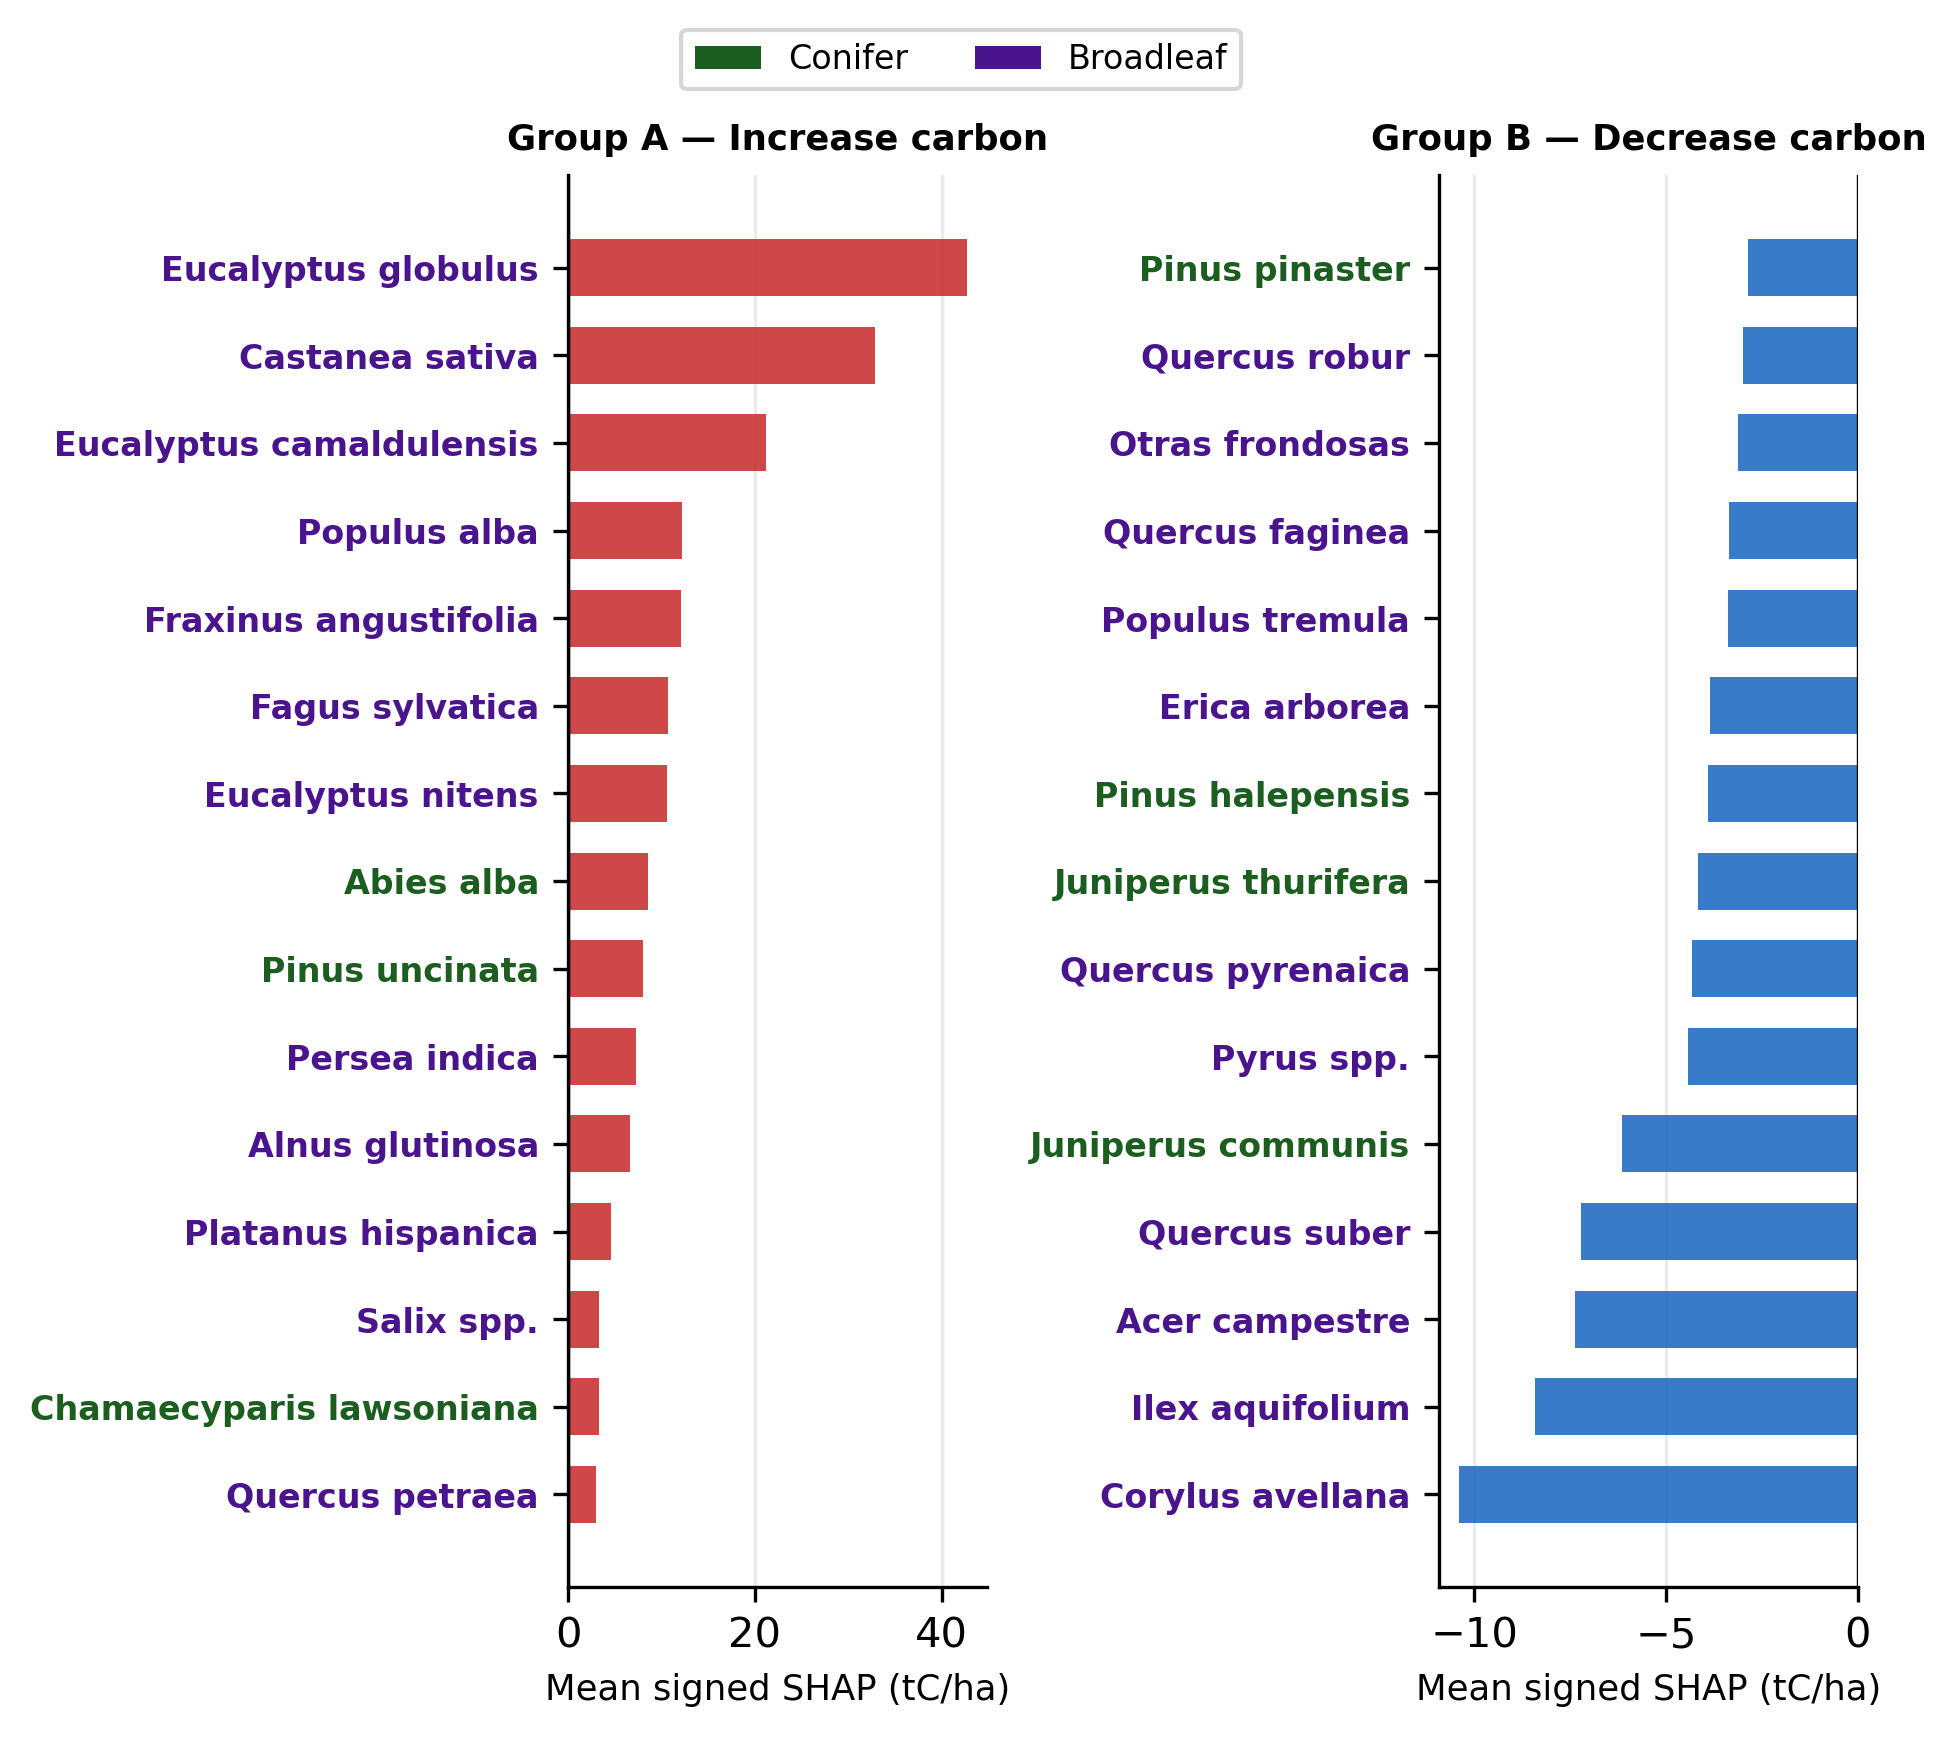 Conifer Broadleaf
Group A — Increase carbon
Eucalyptus globulus
Castanea sativa
Eucalyptus camaldulensis
Populus alba
Fraxinus angustifolia
Fagus sylvatica
Eucalyptus nitens
Abies alba
Pinus uncinata
Persea indica
Alnus glutinosa
Platanus hispanica
Salix spp.
Chamaecyparis lawsoniana
Quercus petraea
0 20 40
Mean signed SHAP (tC/ha)
Group B — Decrease carbon
Pinus pinaster
Quercus robur
Otras frondosas
Quercus faginea
Populus tremula
Erica arborea
Pinus halepensis
Juniperus thurifera
Quercus pyrenaica
Pyrus spp.
Juniperus communis
Quercus suber
Acer campestre
Ilex aquifolium
Corylus avellana
−10 −5 0
Mean signed SHAP (tC/ha)